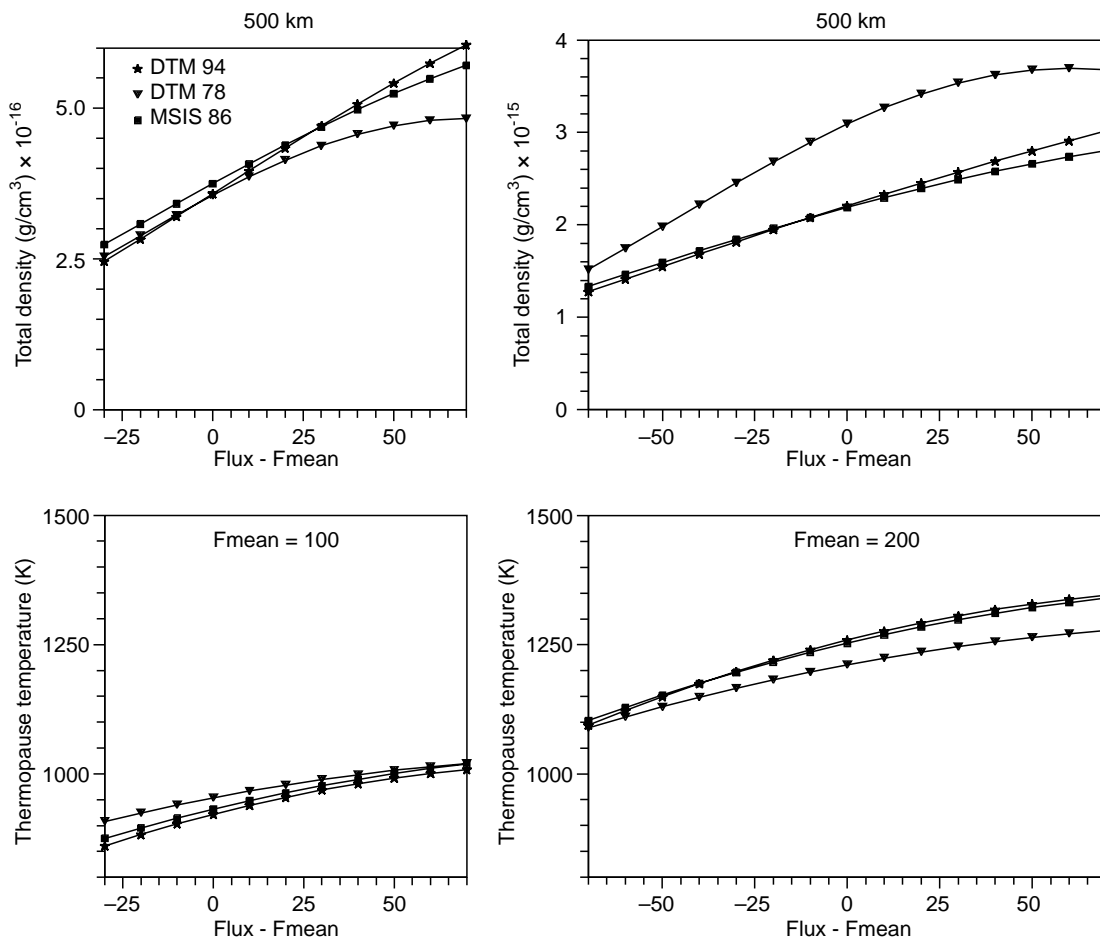 500 km
★ DTM 94
▼ DTM 78
■ MSIS 86
Total density (g/cm³) × 10⁻¹⁶
5.0
2.5
0
–25
0
25
50
Flux - Fmean
500 km
Total density (g/cm³) × 10⁻¹⁵
4
3
2
1
0
–50
–25
0
25
50
Flux - Fmean
Thermopause temperature (K)
1500
1250
1000
Fmean = 100
–25
0
25
50
Flux - Fmean
Thermopause temperature (K)
1500
1250
1000
Fmean = 200
–50
–25
0
25
50
Flux - Fmean